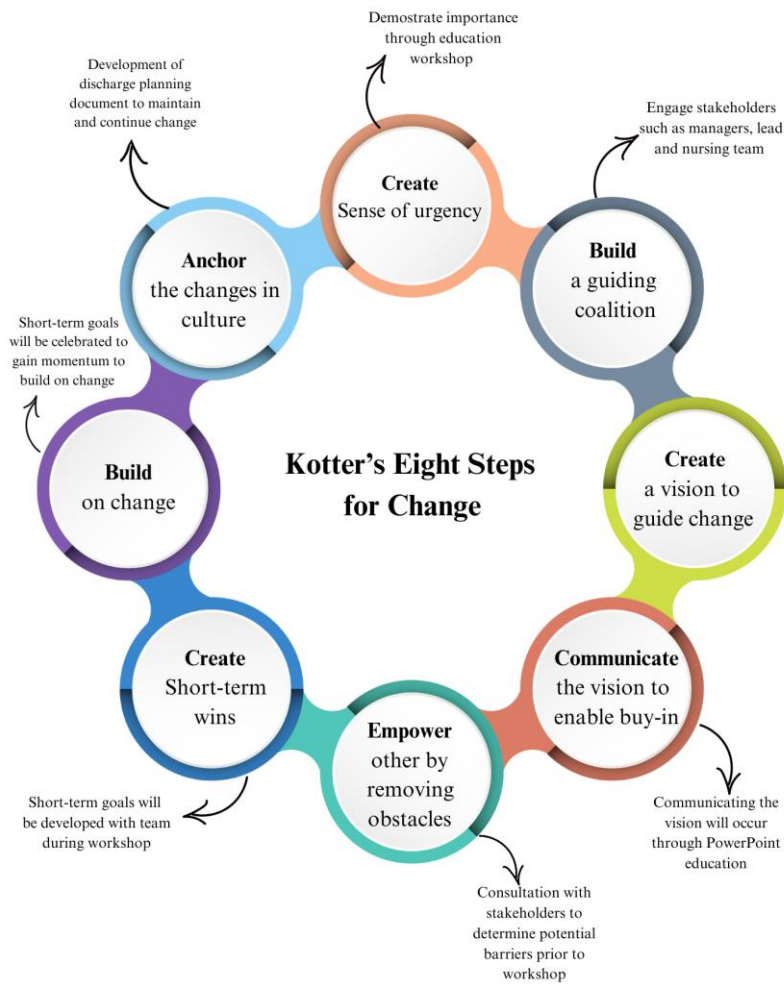 Demostrate importance
through education
workshop
Create
Sense of urgency
Engage stakeholders
such as managers, lead
and nursing team
Build
a guiding
coalition
Create
a vision to
guide change
Communicate
the vision to
enable buy-in
Communicating the
vision will occur
through PowerPoint
education
Empower
other by
removing
obstacles
Consultation with
stakeholders to
determine potential
barriers prior to
workshop
Create
Short-term
wins
Short-term goals will
be developed with team
during workshop
Build
on change
Short-term goals
will be celebrated to
gain momentum to
build on change
Anchor
the changes in
culture
Development of
discharge planning
document to maintain
and continue change
Kotter's Eight Steps
for Change